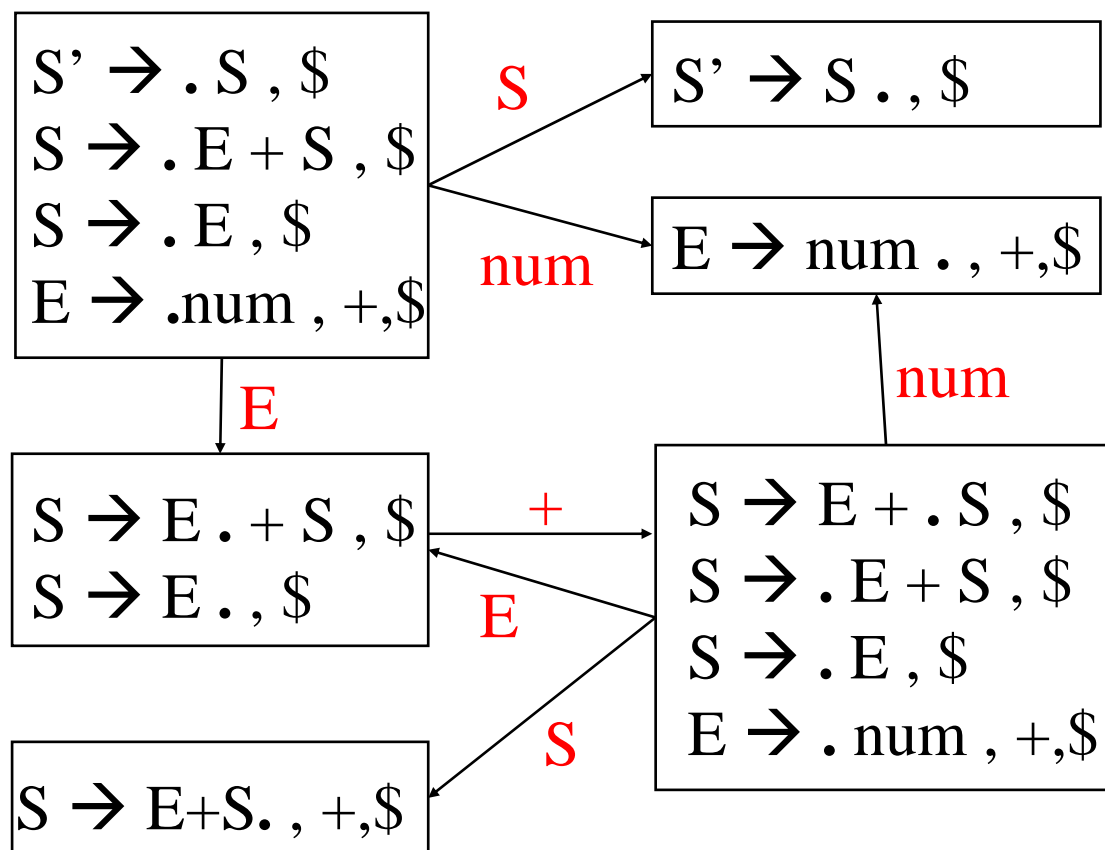 S’ → . S , $
S → . E + S , $
S → . E , $
E → .num , +,$
S
S’ → S . , $
num
E → num . , +,$
E
num
S → E . + S , $
S → E . , $
+
E
S → E + . S , $
S → . E + S , $
S → . E , $
E → . num , +,$
S
S → E+S. , +,$